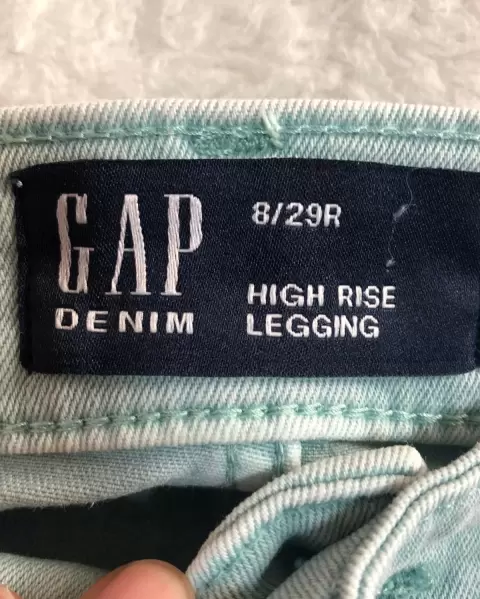 GAP
DENIM
8/29R
HIGH RISE
LEGGING